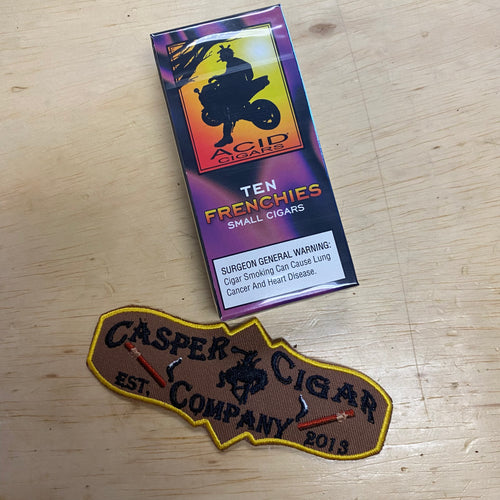 ACID
CIGARS
TEN
FRENCHIES
SMALL CIGARS
SURGEON GENERAL WARNING:
Cigar Smoking Can Cause Lung
Cancer And Heart Disease.
CASPER CIGAR
COMPANY
EST. 2013